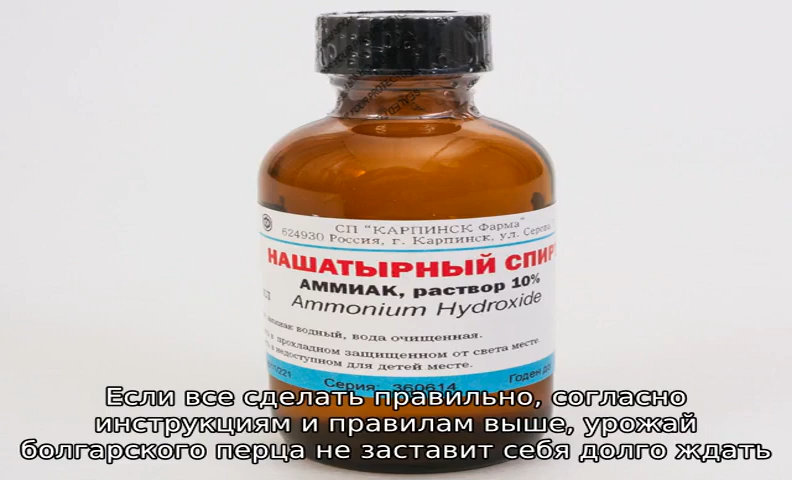 СП "КАРПИНСК Фарма"
624930 Россия, г. Карпинск, ул. Серова
НАШАТЫРНЫЙ СПИР
АММИАК, раствор 10%
Ammonium Hydroxide
аммиак водный, вода очищенная.
в прохладном защищенном от света месте.
в недоступном для детей месте.
Серия: 360614
Годен до
Если все сделать правильно, согласно
инструкциям и правилам выше, урожай
болгарского перца не заставит себя долго ждать